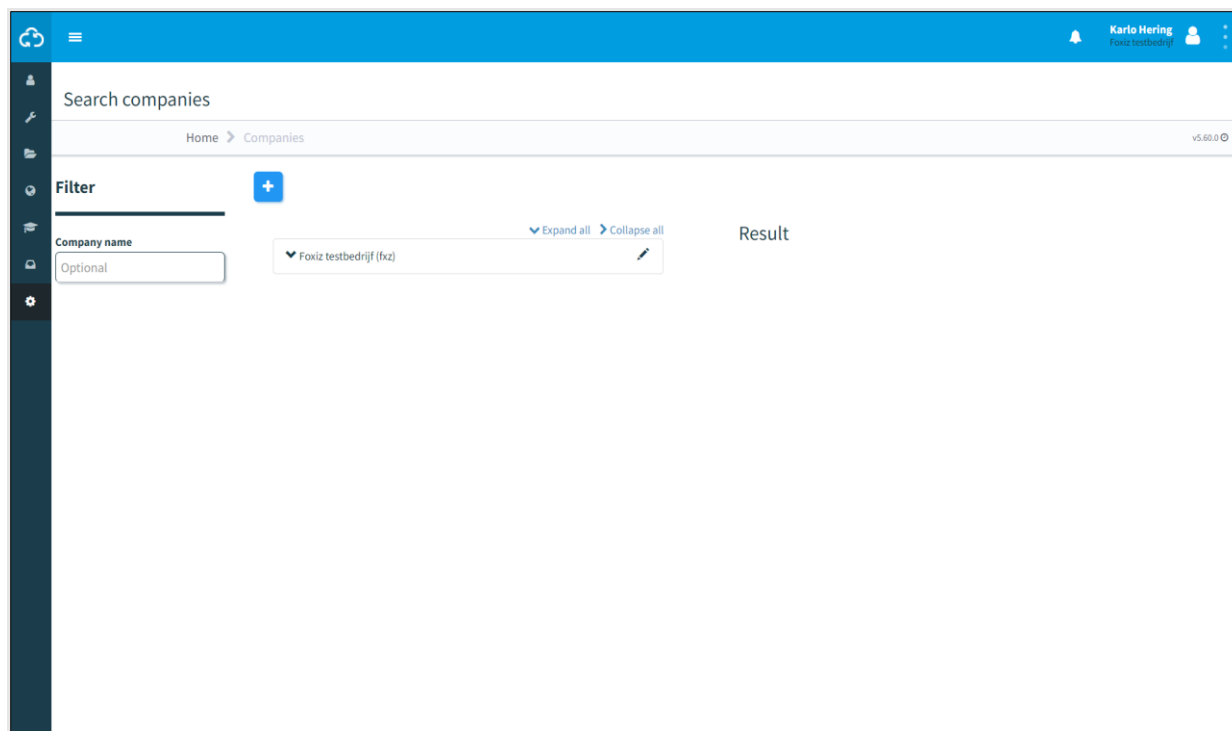 Karlo Hering
Foxiz testbedrijf
Search companies
Home Companies
v5.60.0
Filter
Expand all Collapse all
Result
Company name
Foxiz testbedrijf (fxz)
Optional